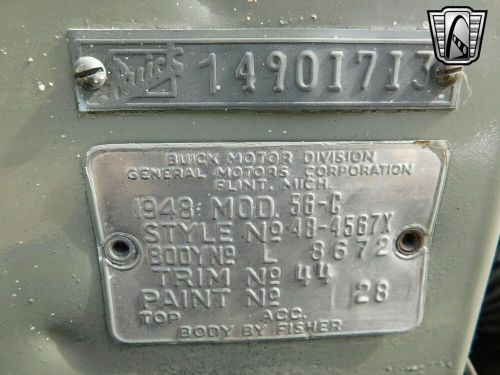 Buick 14901713
BUICK MOTOR DIVISION
GENERAL MOTORS CORPORATION
FLINT, MICH.
1948 MOD. 56-C
STYLE No 48-4567X
BODY No L 8672
TRIM No 44
PAINT No 28
TOP ACC.
BODY BY FISHER